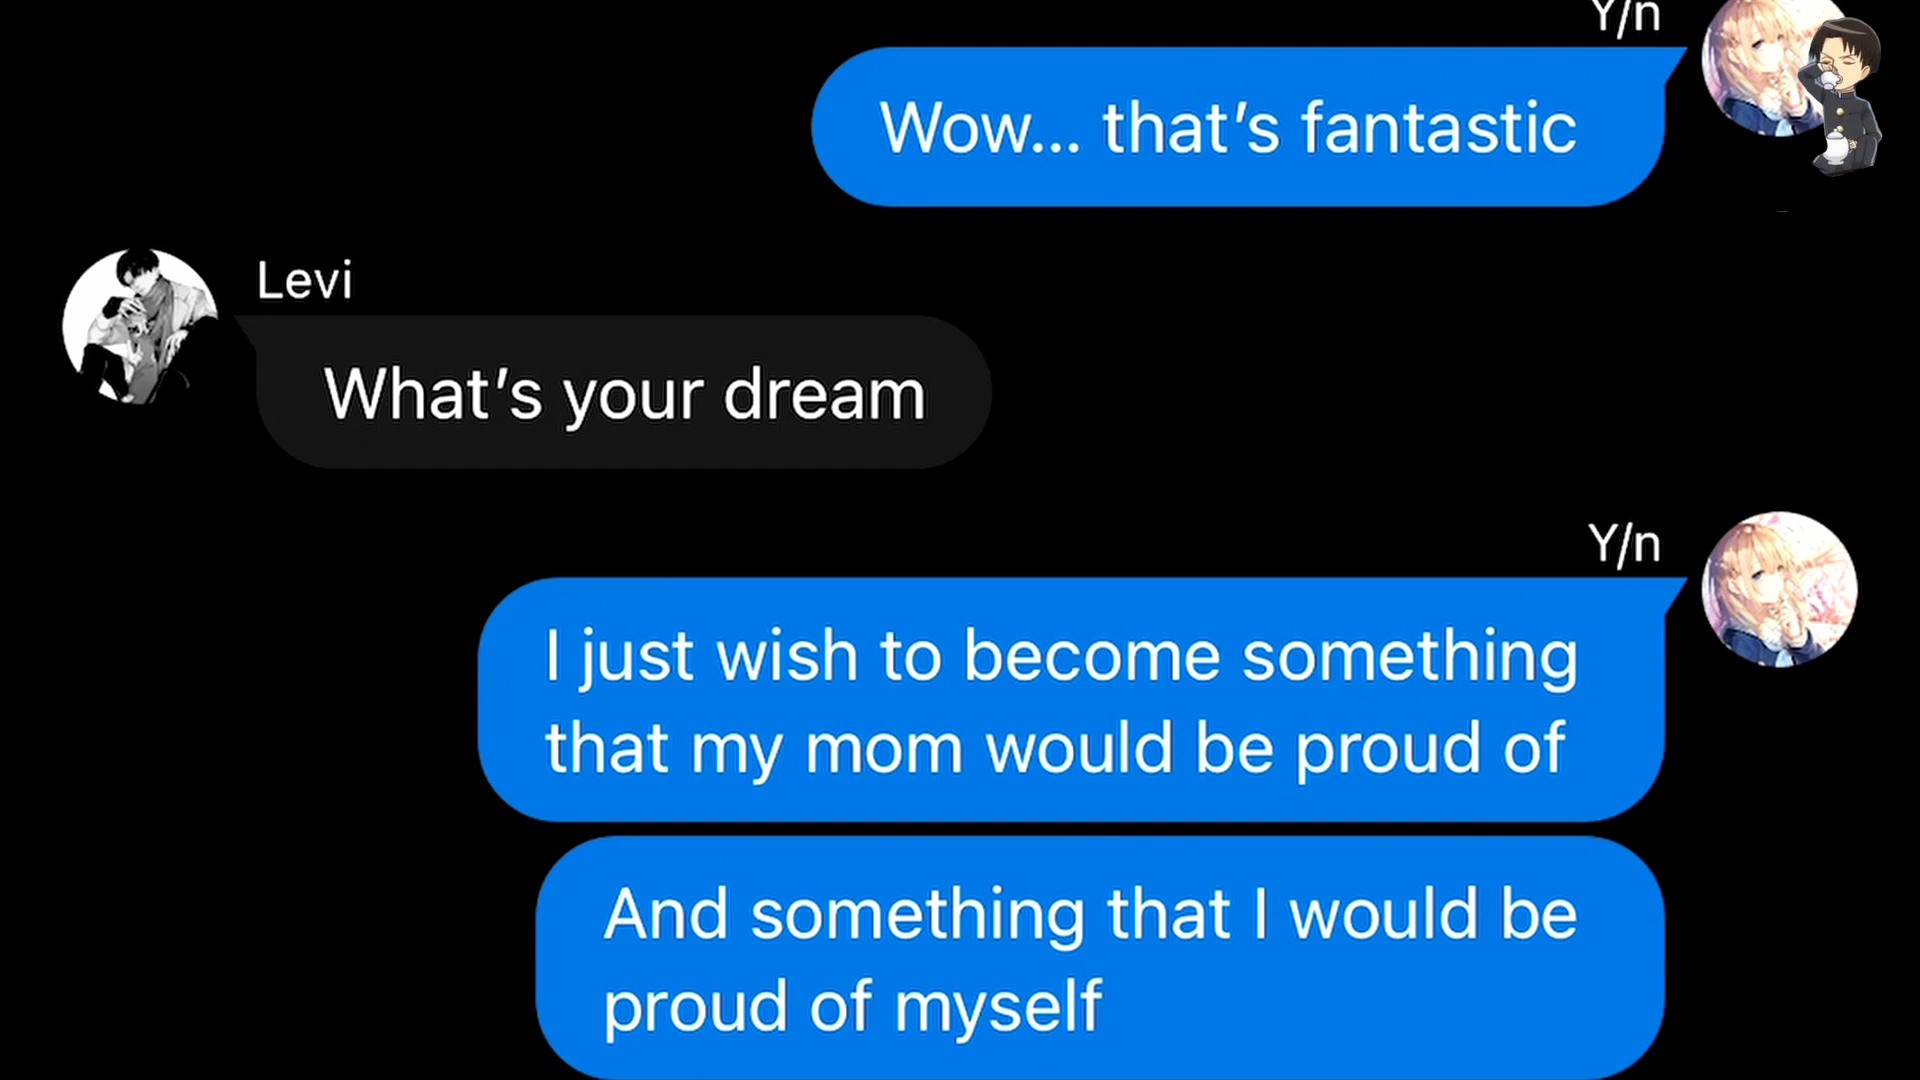 Y/n
Wow... that’s fantastic
Levi
What’s your dream
Y/n
I just wish to become something
that my mom would be proud of
And something that I would be
proud of myself